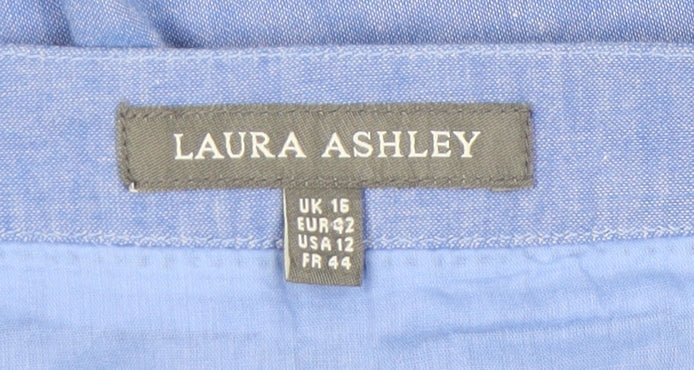 LAURA ASHLEY
UK 16
EUR 42
USA 12
FR 44